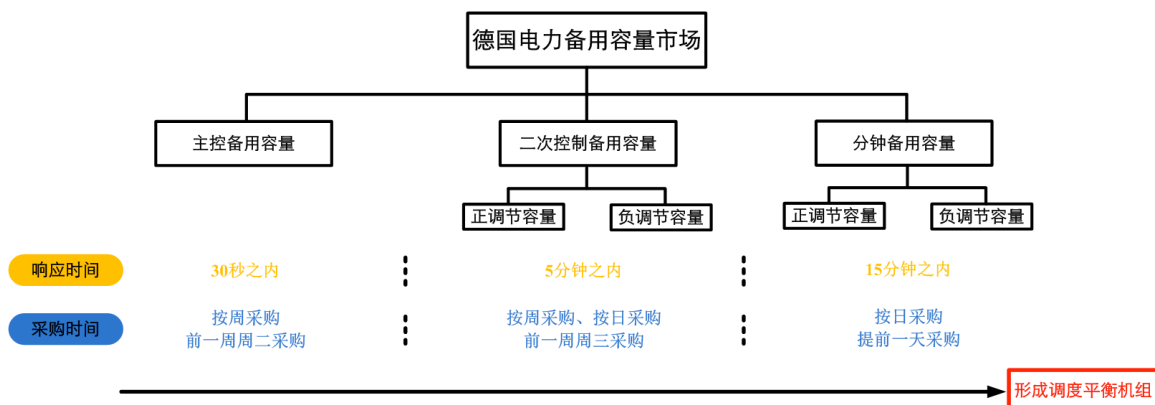 德国电力备用容量市场
主控备用容量
二次控制备用容量
分钟备用容量
正调节容量
负调节容量
正调节容量
负调节容量
响应时间
30秒之内
5分钟之内
15分钟之内
采购时间
按周采购
前一周周二采购
按周采购、按日采购
前一周周三采购
按日采购
提前一天采购
形成调度平衡机组